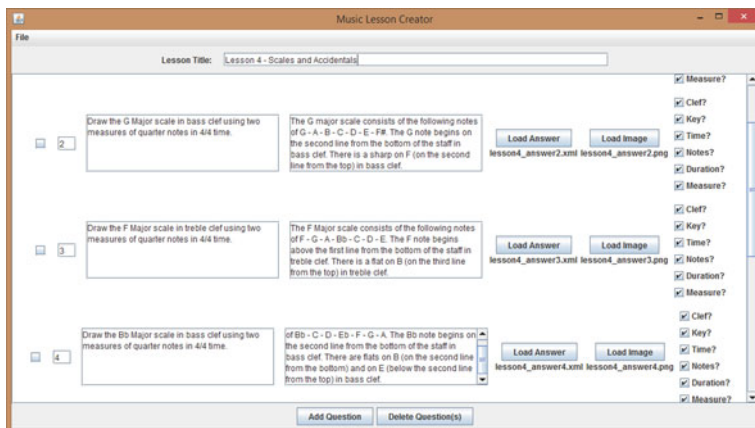 Music Lesson Creator
File
Lesson Title: Lesson 4 - Scales and Accidentals
Measure?
2
Draw the G Major scale in bass clef using two
measures of quarter notes in 4/4 time.
The G major scale consists of the following notes
of G - A - B - C - D - E - F#. The G note begins on
the second line from the bottom of the staff in
bass clef. There is a sharp on F (on the second
line from the top) in bass clef.
Load Answer
lesson4_answer2.xml
Load Image
lesson4_answer2.png
Clef?
Key?
Time?
Notes?
Duration?
Measure?
3
Draw the F Major scale in treble clef using two
measures of quarter notes in 4/4 time.
The F Major scale consists of the following notes
of F - G - A - Bb - C - D - E. The F note begins
above the first line from the bottom of the staff in
treble clef. There is a flat on B (on the third line
from the top) in treble clef.
Load Answer
lesson4_answer3.xml
Load Image
lesson4_answer3.png
Clef?
Key?
Time?
Notes?
Duration?
Measure?
4
Draw the Bb Major scale in bass clef using two
measures of quarter notes in 4/4 time.
of Bb - C - D - Eb - F - G - A. The Bb note begins on
the second line from the bottom of the staff in
bass clef. There are flats on B (on the second line
from the bottom) and on E (below the second line
from the top) in bass clef.
Load Answer
lesson4_answer4.xml
Load Image
lesson4_answer4.png
Clef?
Key?
Time?
Notes?
Duration?
Measure?
Add Question
Delete Question(s)